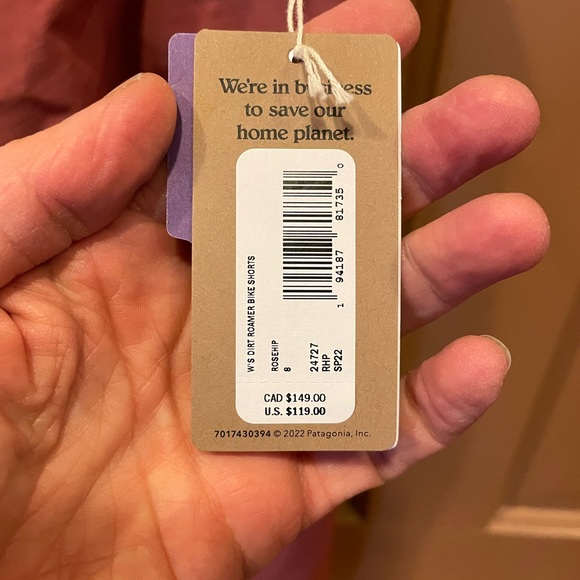 We're in business
to save our
home planet.
W'S DIRT ROAMER BIKE SHORTS
ROSEHIP
8
24727
RHP
SP22
1 94187 81735 0
CAD $149.00
U.S. $119.00
7017430394 © 2022 Patagonia, Inc.